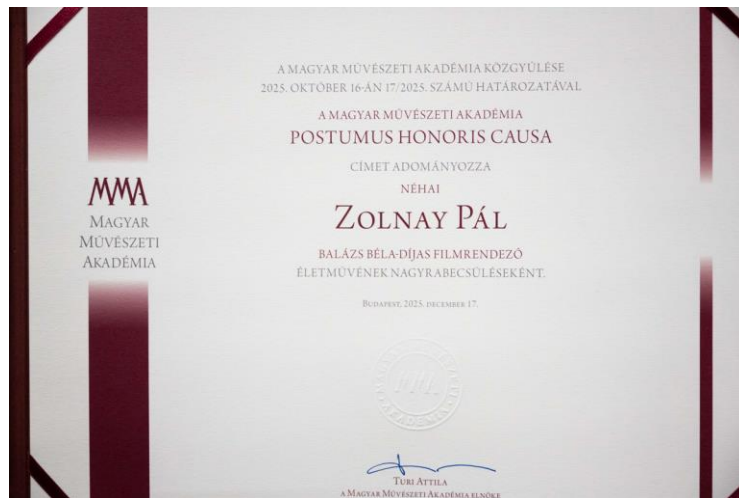 A MAGYAR MŰVÉSZETI AKADÉMIA KÖZGYŰLÉSE
2025. OKTÓBER 16-ÁN 17/2025. SZÁMÚ HATÁROZATÁVAL
A MAGYAR MŰVÉSZETI AKADÉMIA
POSTUMUS HONORIS CAUSA
CÍMET ADOMÁNYOZZA
NÉHAI
ZOLNAY PÁL
BALÁZS BÉLA-DÍJAS FILMRENDEZŐ
ÉLETMŰVÉNEK NAGYRABECSÜLÉSEKÉNT.
BUDAPEST, 2025. DECEMBER 17.
MMA
MAGYAR
MŰVÉSZETI
AKADÉMIA
TURI ATTILA
A MAGYAR MŰVÉSZETI AKADÉMIA ELNÖKE